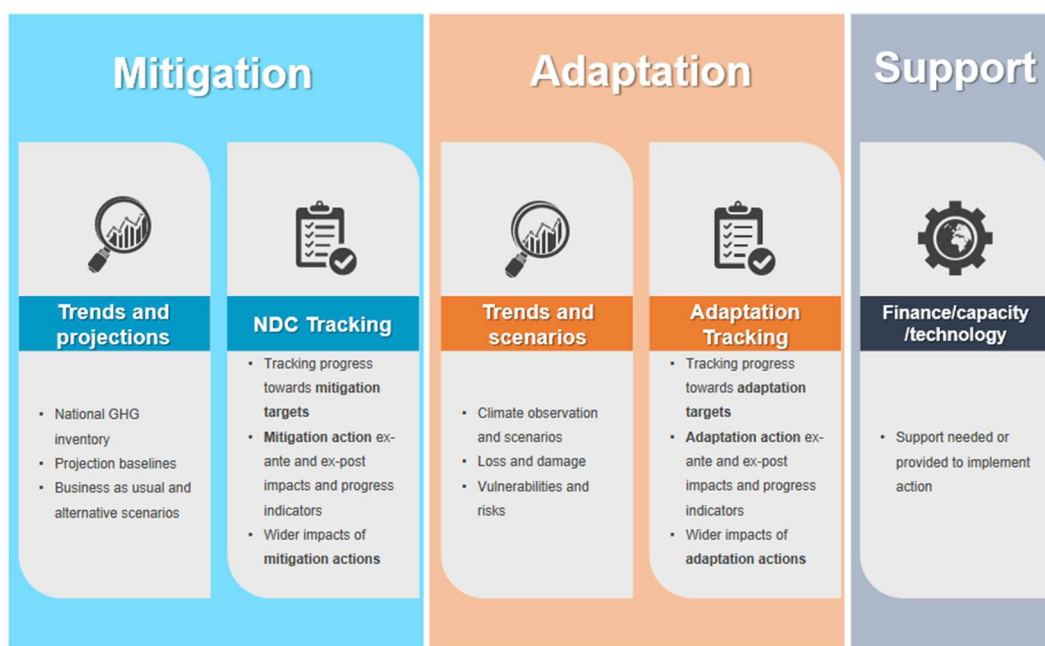 Mitigation
Adaptation
Support
Trends and
projections
• National GHG
inventory
• Projection baselines
• Business as usual and
alternative scenarios
NDC Tracking
• Tracking progress
towards mitigation
targets
• Mitigation action ex-
ante and ex-post
impacts and progress
indicators
• Wider impacts of
mitigation actions
Trends and
scenarios
• Climate observation
and scenarios
• Loss and damage
• Vulnerabilities and
risks
Adaptation
Tracking
• Tracking progress
towards adaptation
targets
• Adaptation action ex-
ante and ex-post
impacts and progress
indicators
• Wider impacts of
adaptation actions
Finance/capacity
/technology
• Support needed or
provided to implement
action